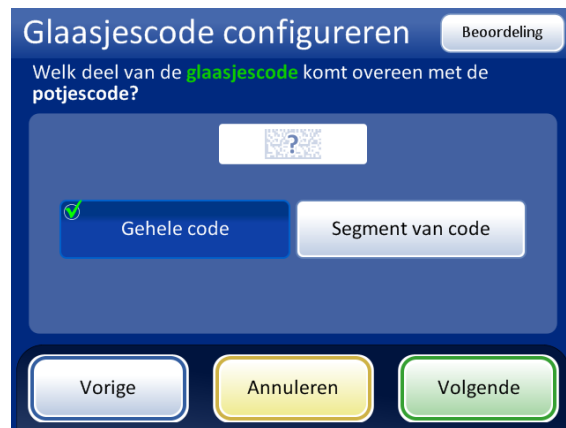 Glaasjescode configureren
Beoordeling
Welk deel van de glaasjescode komt overeen met de
potjescode?
?
Gehele code
Segment van code
Vorige
Annuleren
Volgende